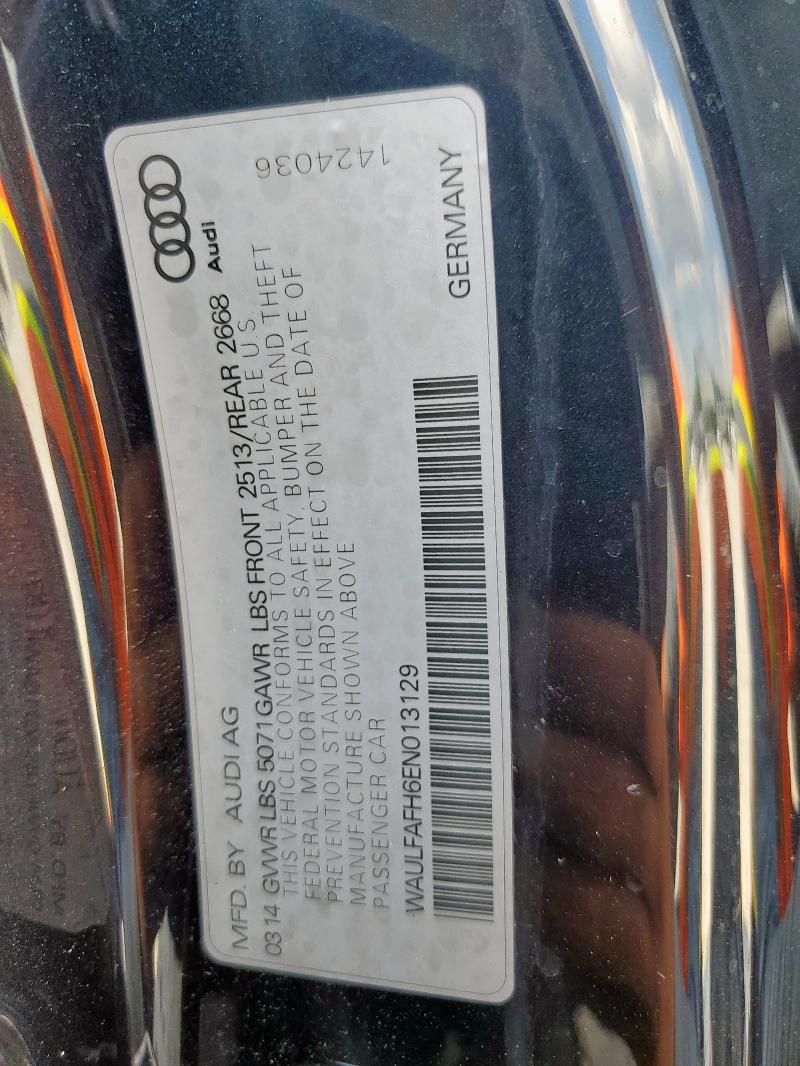 MFD. BY AUDI AG
03 14 GVWR LBS 5071 GAWR LBS FRONT 2513/REAR 2668
Audi
THIS VEHICLE CONFORMS TO ALL APPLICABLE U.S.
FEDERAL MOTOR VEHICLE SAFETY, BUMPER AND THEFT
PREVENTION STANDARDS IN EFFECT ON THE DATE OF
MANUFACTURE SHOWN ABOVE
PASSENGER CAR
1424036
WAULFAFH6EN013129
GERMANY